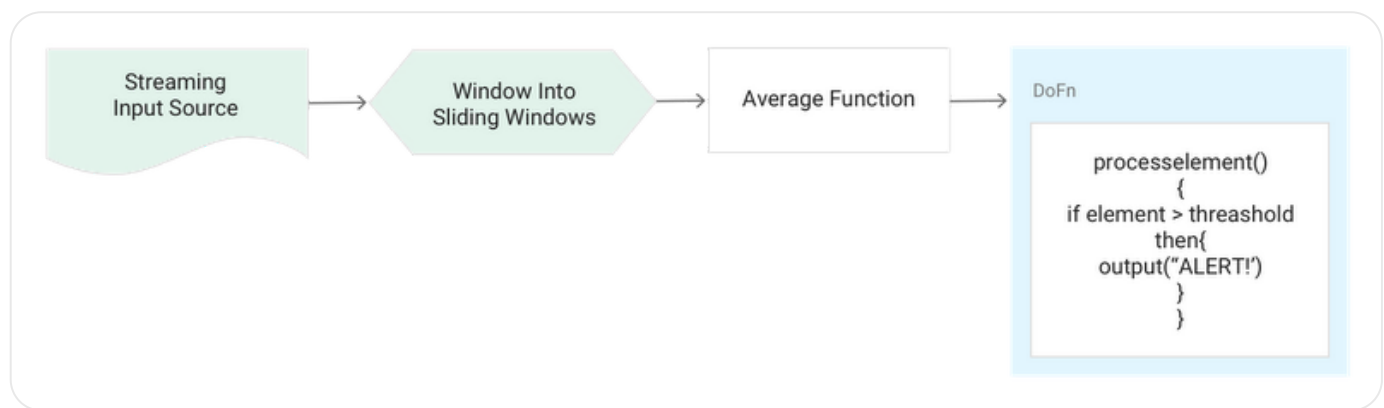 Streaming
Input Source
Window Into
Sliding Windows
Average Function
DoFn
processelement()
{
if element > threashold
then{
output(“ALERT!’)
}
}